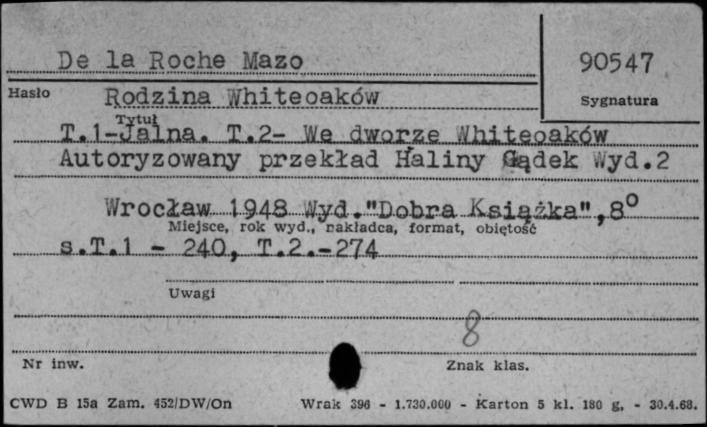 De la Roche Mazo
90547
Hasło
Rodzina Whiteoaków
Sygnatura
Tytuł
T.1-Jalna. T.2- We dworze Whiteoaków
Autoryzowany przekład Haliny Gądek Wyd.2
Wrocław 1948 Wyd."Dobra Książka",8°
Miejsce, rok wyd., nakładca, format, objętość
s.T.1 - 240, T.2.-274
Uwagi
8
Nr inw.
Znak klas.
CWD B 15a Zam. 452/DW/On
Wrak 396 - 1.730.000 - Karton 5 kl. 180 g. - 30.4.68.